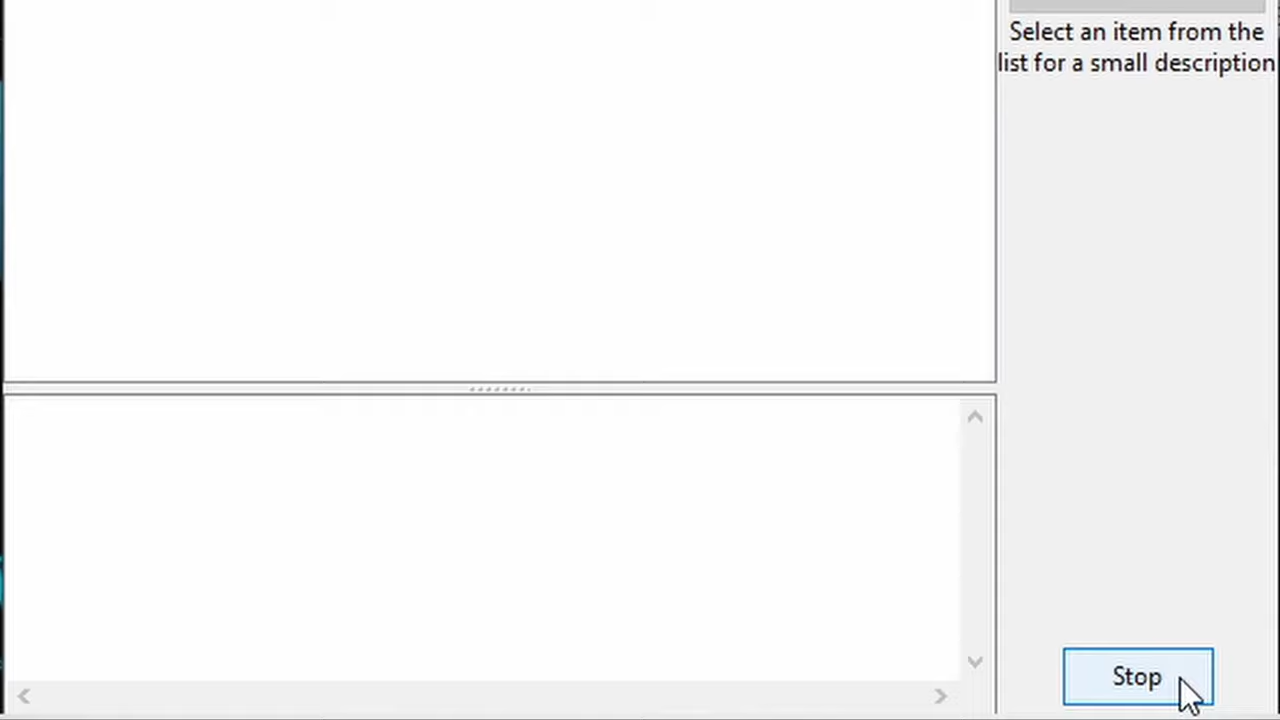 Select an item from the
list for a small description
Stop